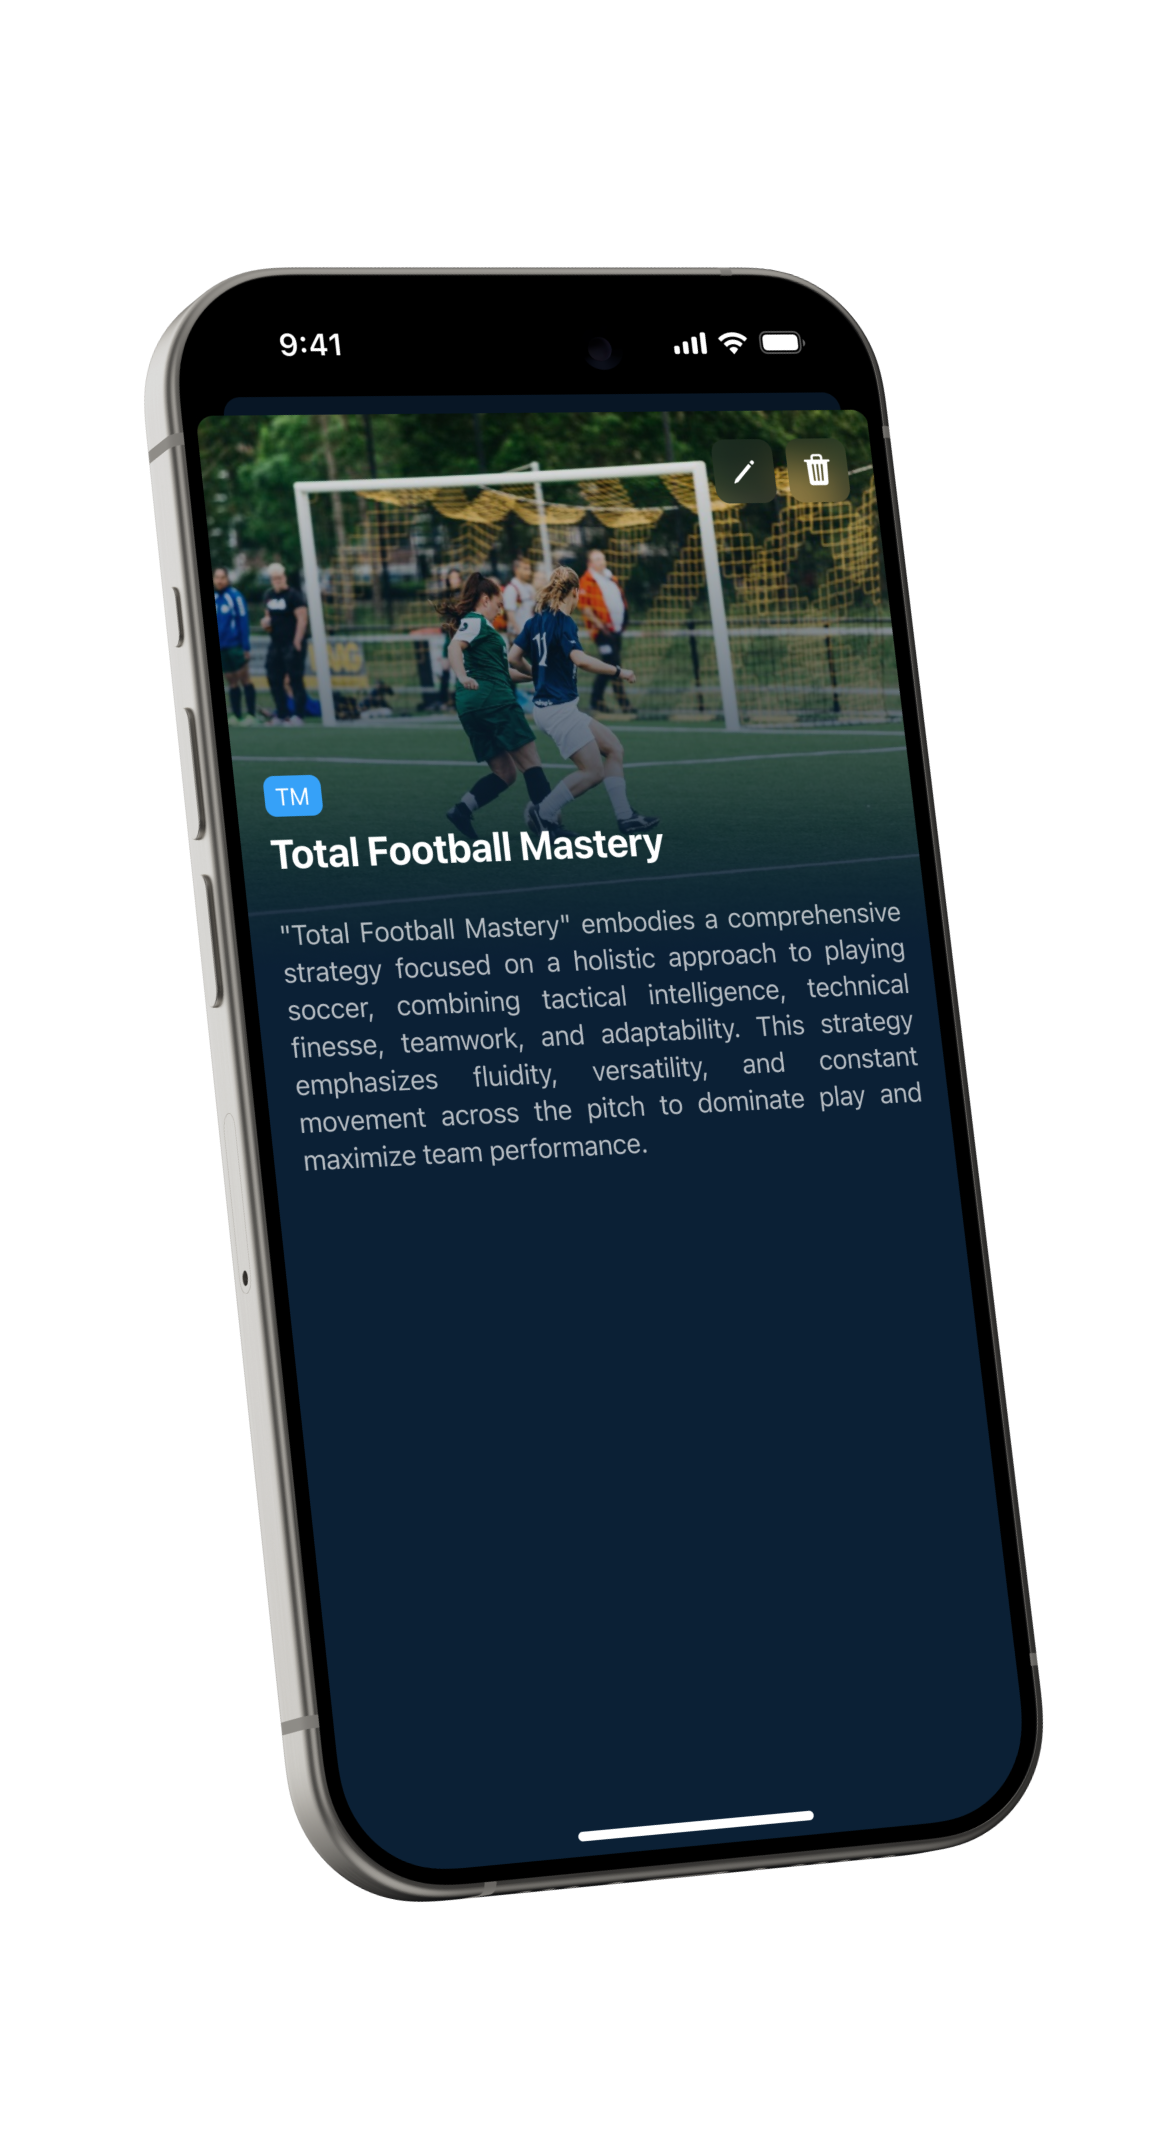 9:41
11
NG
TM
Total Football Mastery
"Total Football Mastery" embodies a comprehensive
strategy focused on a holistic approach to playing
soccer, combining tactical intelligence, technical
finesse, teamwork, and adaptability. This strategy
emphasizes fluidity, versatility, and constant
movement across the pitch to dominate play and
maximize team performance.